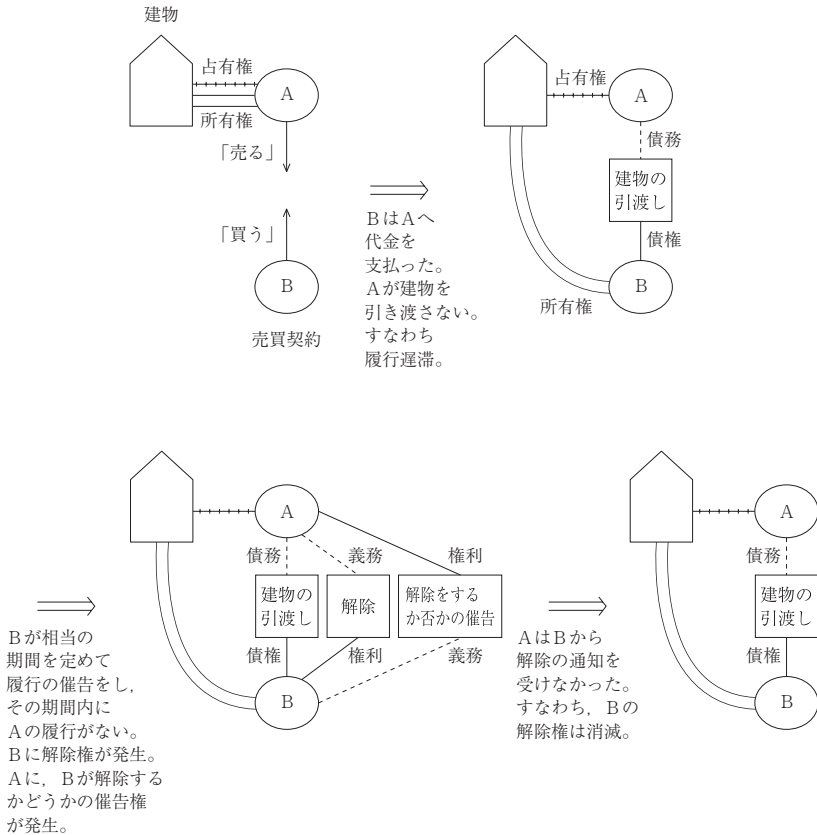 建物
占有権
A
所有権
「売る」
「買う」
B
売買契約
BはAへ
代金を
支払った。
Aが建物を
引き渡さない。
すなわち
履行遅滞。
占有権
A
債務
建物の
引渡し
債権
B
所有権
Bが相当の
期間を定めて
履行の催告をし，
その期間内に
Aの履行がない。
Bに解除権が発生。
Aに，Bが解除する
かどうかの催告権
が発生。
A
債務
義務
権利
建物の
引渡し
解除
解除をする
か否かの催告
債権
権利
義務
B
AはBから
解除の通知を
受けなかった。
すなわち，Bの
解除権は消滅。
A
債務
建物の
引渡し
債権
B